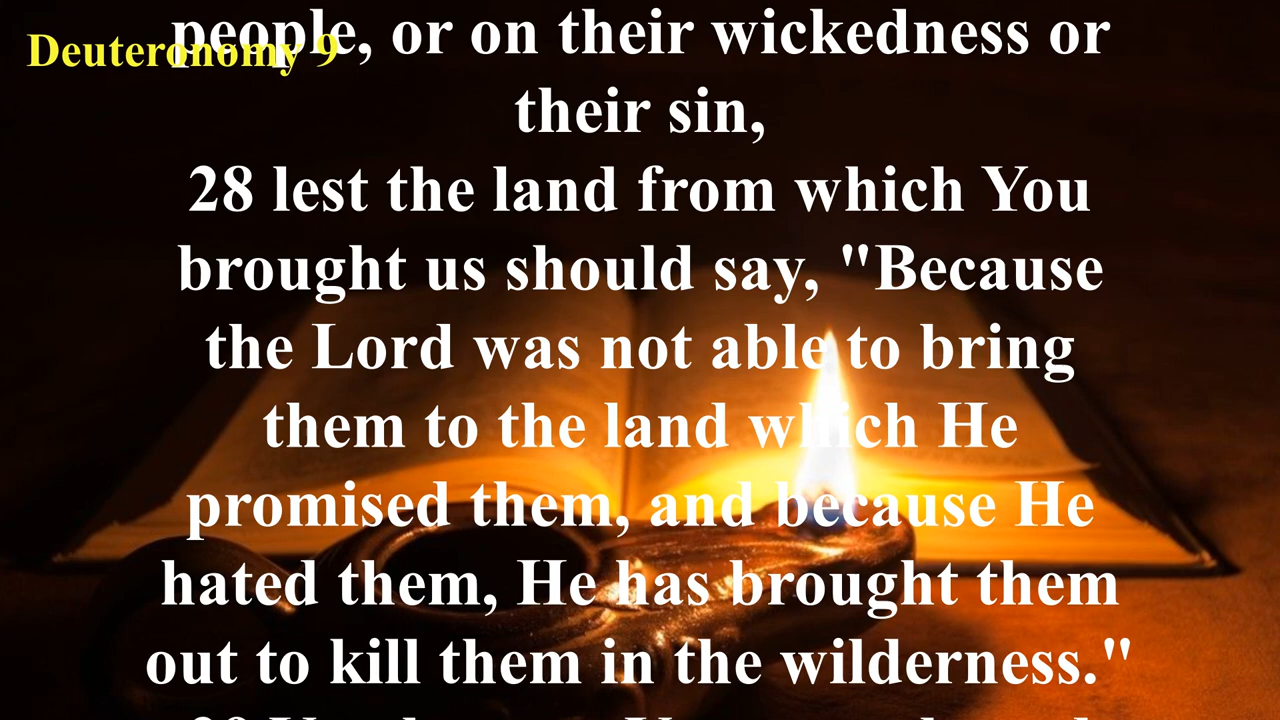 Deuteronomy 9
people, or on their wickedness or
their sin,
28 lest the land from which You
brought us should say, "Because
the Lord was not able to bring
them to the land which He
promised them, and because He
hated them, He has brought them
out to kill them in the wilderness."